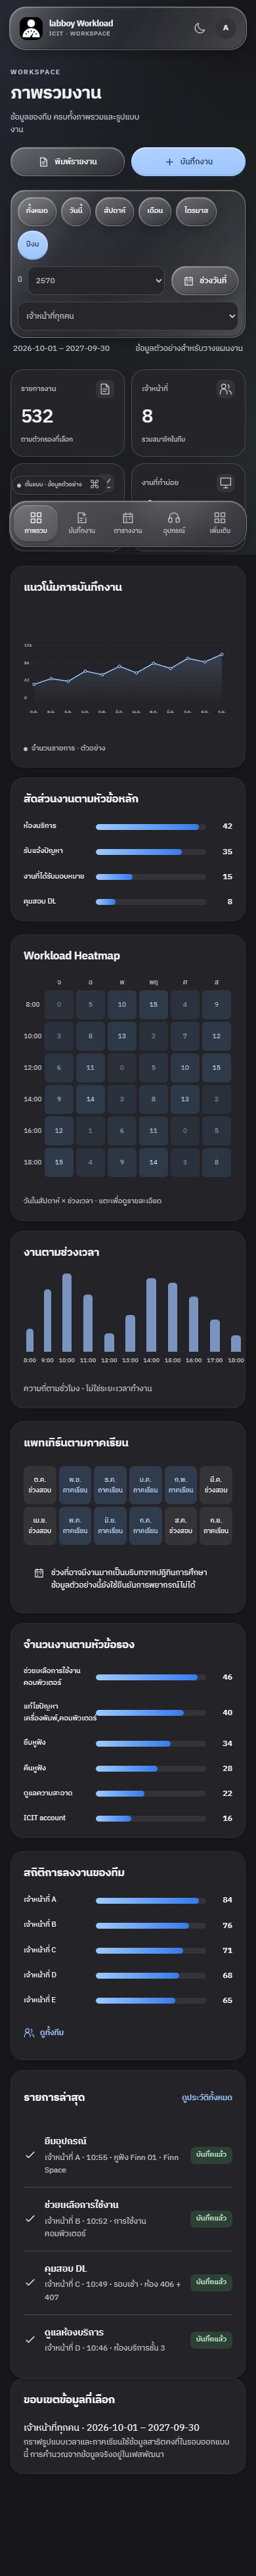 labboy Workload
ICIT · WORKSPACE
A
WORKSPACE
ภาพรวมงาน
ข้อมูลของทีม ครบทั้งภาพรวมและรูปแบบ
งาน
พิมพ์รายงาน
บันทึกงาน
ทั้งหมด
วันนี้
สัปดาห์
เดือน
ไตรมาส
ปีงบ
ปี
2570
ช่วงวันที่
เจ้าหน้าที่ทุกคน
2026-10-01 – 2027-09-30
ข้อมูลตัวอย่างสำหรับวางแผนงาน
รายการงาน
532
ตามตัวกรองที่เลือก
เจ้าหน้าที่
8
รวมสมาชิกในทีม
ต้นแบบ · ข้อมูลตัวอย่าง
งานที่ทำบ่อย
ภาพรวม
บันทึกงาน
ตารางงาน
อุปกรณ์
เพิ่มเติม
แนวโน้มการบันทึกงาน
126
84
42
0
จำนวนรายการ · ตัวอย่าง
สัดส่วนงานตามหัวข้อหลัก
ห้องบริการ 42
รับแจ้งปัญหา 35
งานที่ได้รับมอบหมาย 15
คุมสอบ DL 8
Workload Heatmap
จ อ พ พฤ ศ ส
8:00 0 5 10 15 4 9
10:00 3 8 13 2 7 12
12:00 6 11 0 5 10 15
14:00 9 14 3 8 13 2
16:00 12 1 6 11 0 5
18:00 15 4 9 14 3 8
วันในสัปดาห์ × ช่วงเวลา · แตะเพื่อดูรายละเอียด
งานตามช่วงเวลา
8:00 9:00 10:00 11:00 12:00 13:00 14:00 15:00 16:00 17:00 18:00
ความถี่ตามชั่วโมง · ไม่ใช่ระยะเวลาทำงาน
แพทเทิร์นตามภาคเรียน
ต.ค. พ.ย. ธ.ค. ม.ค. ก.พ. มี.ค.
ช่วงสอบ ภาคเรียน ภาคเรียน ภาคเรียน ภาคเรียน ช่วงสอบ
เม.ย. พ.ค. มิ.ย. ก.ค. ส.ค. ก.ย.
ช่วงสอบ ภาคเรียน ภาคเรียน ภาคเรียน ช่วงสอบ ภาคเรียน
ช่วงที่อาจมีงานมากเป็นบริบทจากปฏิทินการศึกษา
ข้อมูลตัวอย่างนี้ยังใช้ยืนยันการพยากรณ์ไม่ได้
จำนวนงานตามหัวข้อรอง
ช่วยเหลือการใช้งาน
คอมพิวเตอร์ 46
แก้ไขปัญหา
เครื่องพิมพ์,คอมพิวเตอร์ 40
ยืมหูฟัง 34
คืนหูฟัง 28
ดูแลความสะอาด 22
ICIT account 16
สถิติการลงงานของทีม
เจ้าหน้าที่ A 84
เจ้าหน้าที่ B 76
เจ้าหน้าที่ C 71
เจ้าหน้าที่ D 68
เจ้าหน้าที่ E 65
ดูทั้งทีม
รายการล่าสุด
ดูประวัติทั้งหมด
ยืมอุปกรณ์
เจ้าหน้าที่ A · 10:55 · หูฟัง Finn 01 · Finn
Space
บันทึกแล้ว
ช่วยเหลือการใช้งาน
เจ้าหน้าที่ B · 10:52 · การใช้งาน
คอมพิวเตอร์
บันทึกแล้ว
คุมสอบ DL
เจ้าหน้าที่ C · 10:49 · รอบเช้า · ห้อง 406 +
407
บันทึกแล้ว
ดูแลห้องบริการ
เจ้าหน้าที่ D · 10:46 · ห้องบริการชั้น 3
บันทึกแล้ว
ขอบเขตข้อมูลที่เลือก
เจ้าหน้าที่ทุกคน · 2026-10-01 – 2027-09-30
กราฟรูปแบบเวลาและภาคเรียนใช้ข้อมูลสาธิตคงที่ในรอบออกแบบ
นี้ การคำนวณจากข้อมูลจริงอยู่ในเฟสพัฒนา